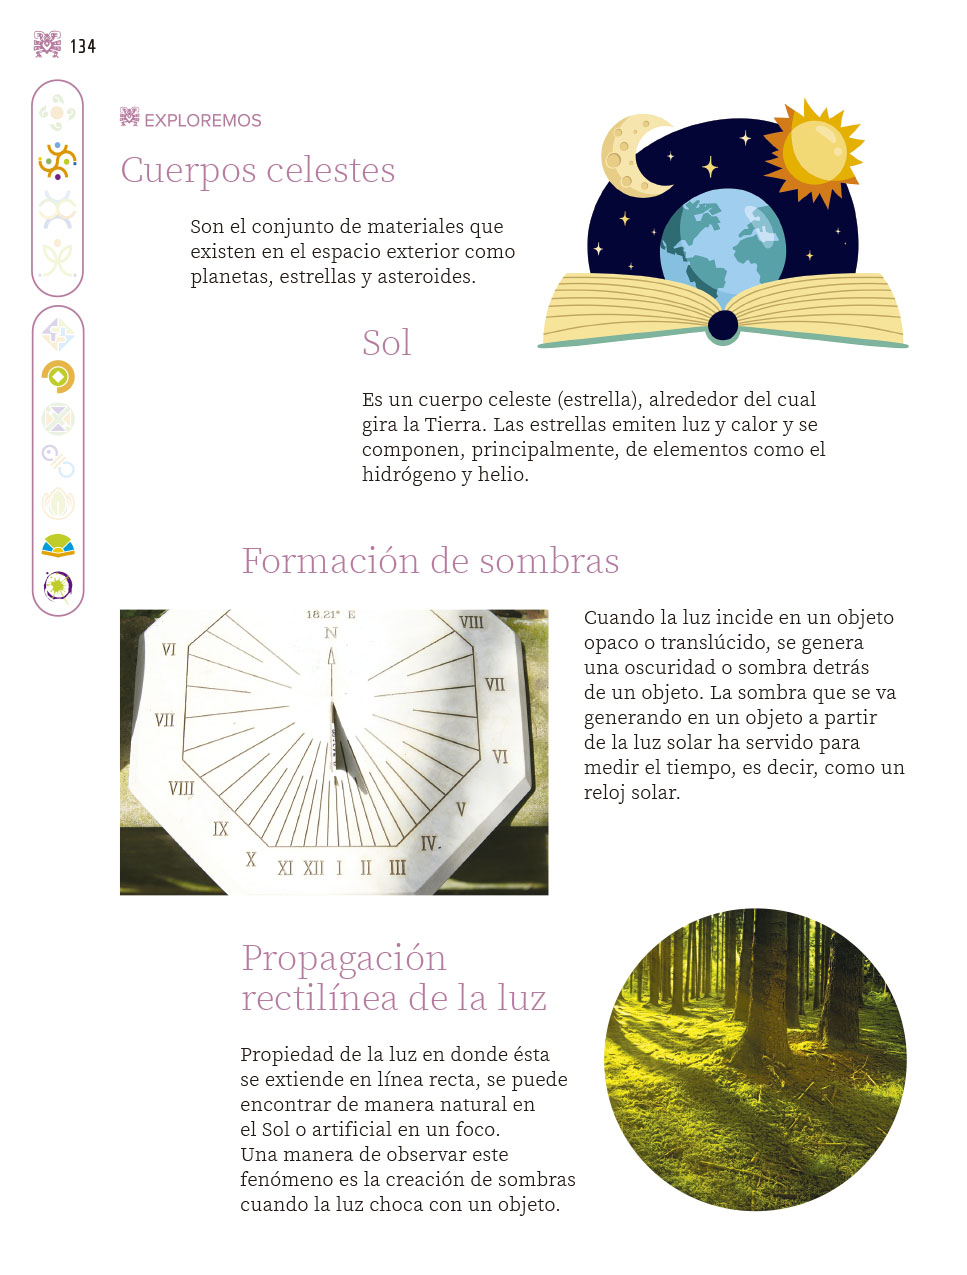 134
EXPLOREMOS
Cuerpos celestes
Son el conjunto de materiales que
existen en el espacio exterior como
planetas, estrellas y asteroides.
Sol
Es un cuerpo celeste (estrella), alrededor del cual
gira la Tierra. Las estrellas emiten luz y calor y se
componen, principalmente, de elementos como el
hidrógeno y helio.
Formación de sombras
18.21° E
N
VI
VII
VIII
IX
X
XI
XII
I
II
III
IV
V
VI
VII
VIII
Cuando la luz incide en un objeto
opaco o translúcido, se genera
una oscuridad o sombra detrás
de un objeto. La sombra que se va
generando en un objeto a partir
de la luz solar ha servido para
medir el tiempo, es decir, como un
reloj solar.
Propagación
rectilínea de la luz
Propiedad de la luz en donde ésta
se extiende en línea recta, se puede
encontrar de manera natural en
el Sol o artificial en un foco.
Una manera de observar este
fenómeno es la creación de sombras
cuando la luz choca con un objeto.